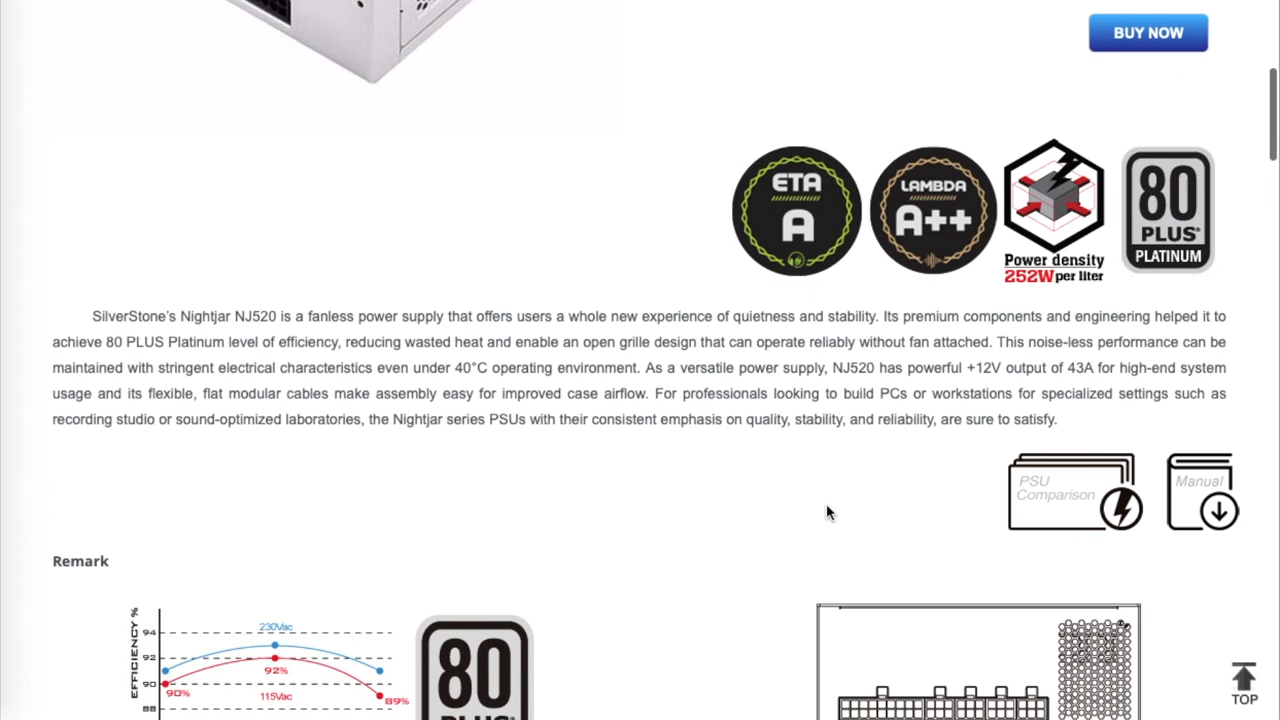 BUY NOW
ETA
A
LAMBDA
A++
Power density
252W per liter
80
PLUS®
PLATINUM
SilverStone’s Nightjar NJ520 is a fanless power supply that offers users a whole new experience of quietness and stability. Its premium components and engineering helped it to
achieve 80 PLUS Platinum level of efficiency, reducing wasted heat and enable an open grille design that can operate reliably without fan attached. This noise-less performance can be
maintained with stringent electrical characteristics even under 40°C operating environment. As a versatile power supply, NJ520 has powerful +12V output of 43A for high-end system
usage and its flexible, flat modular cables make assembly easy for improved case airflow. For professionals looking to build PCs or workstations for specialized settings such as
recording studio or sound-optimized laboratories, the Nightjar series PSUs with their consistent emphasis on quality, stability, and reliability, are sure to satisfy.
PSU
Comparison
Manual
Remark
EFFICIENCY %
94
92
90
88
230Vac
92%
90%
115Vac
89%
80
PLUS®
TOP